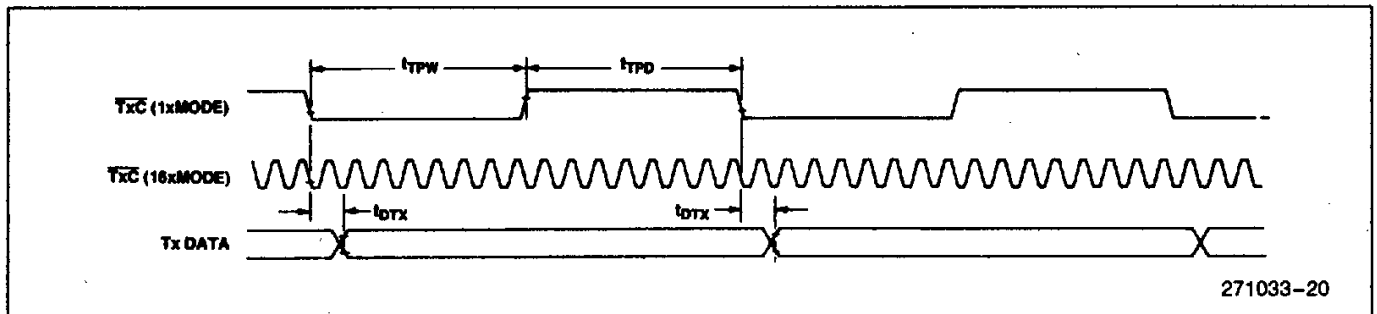 tTPW tTPD
TxC (1xMODE)
TxC (16xMODE)
tDTX tDTX
Tx DATA
271033–20